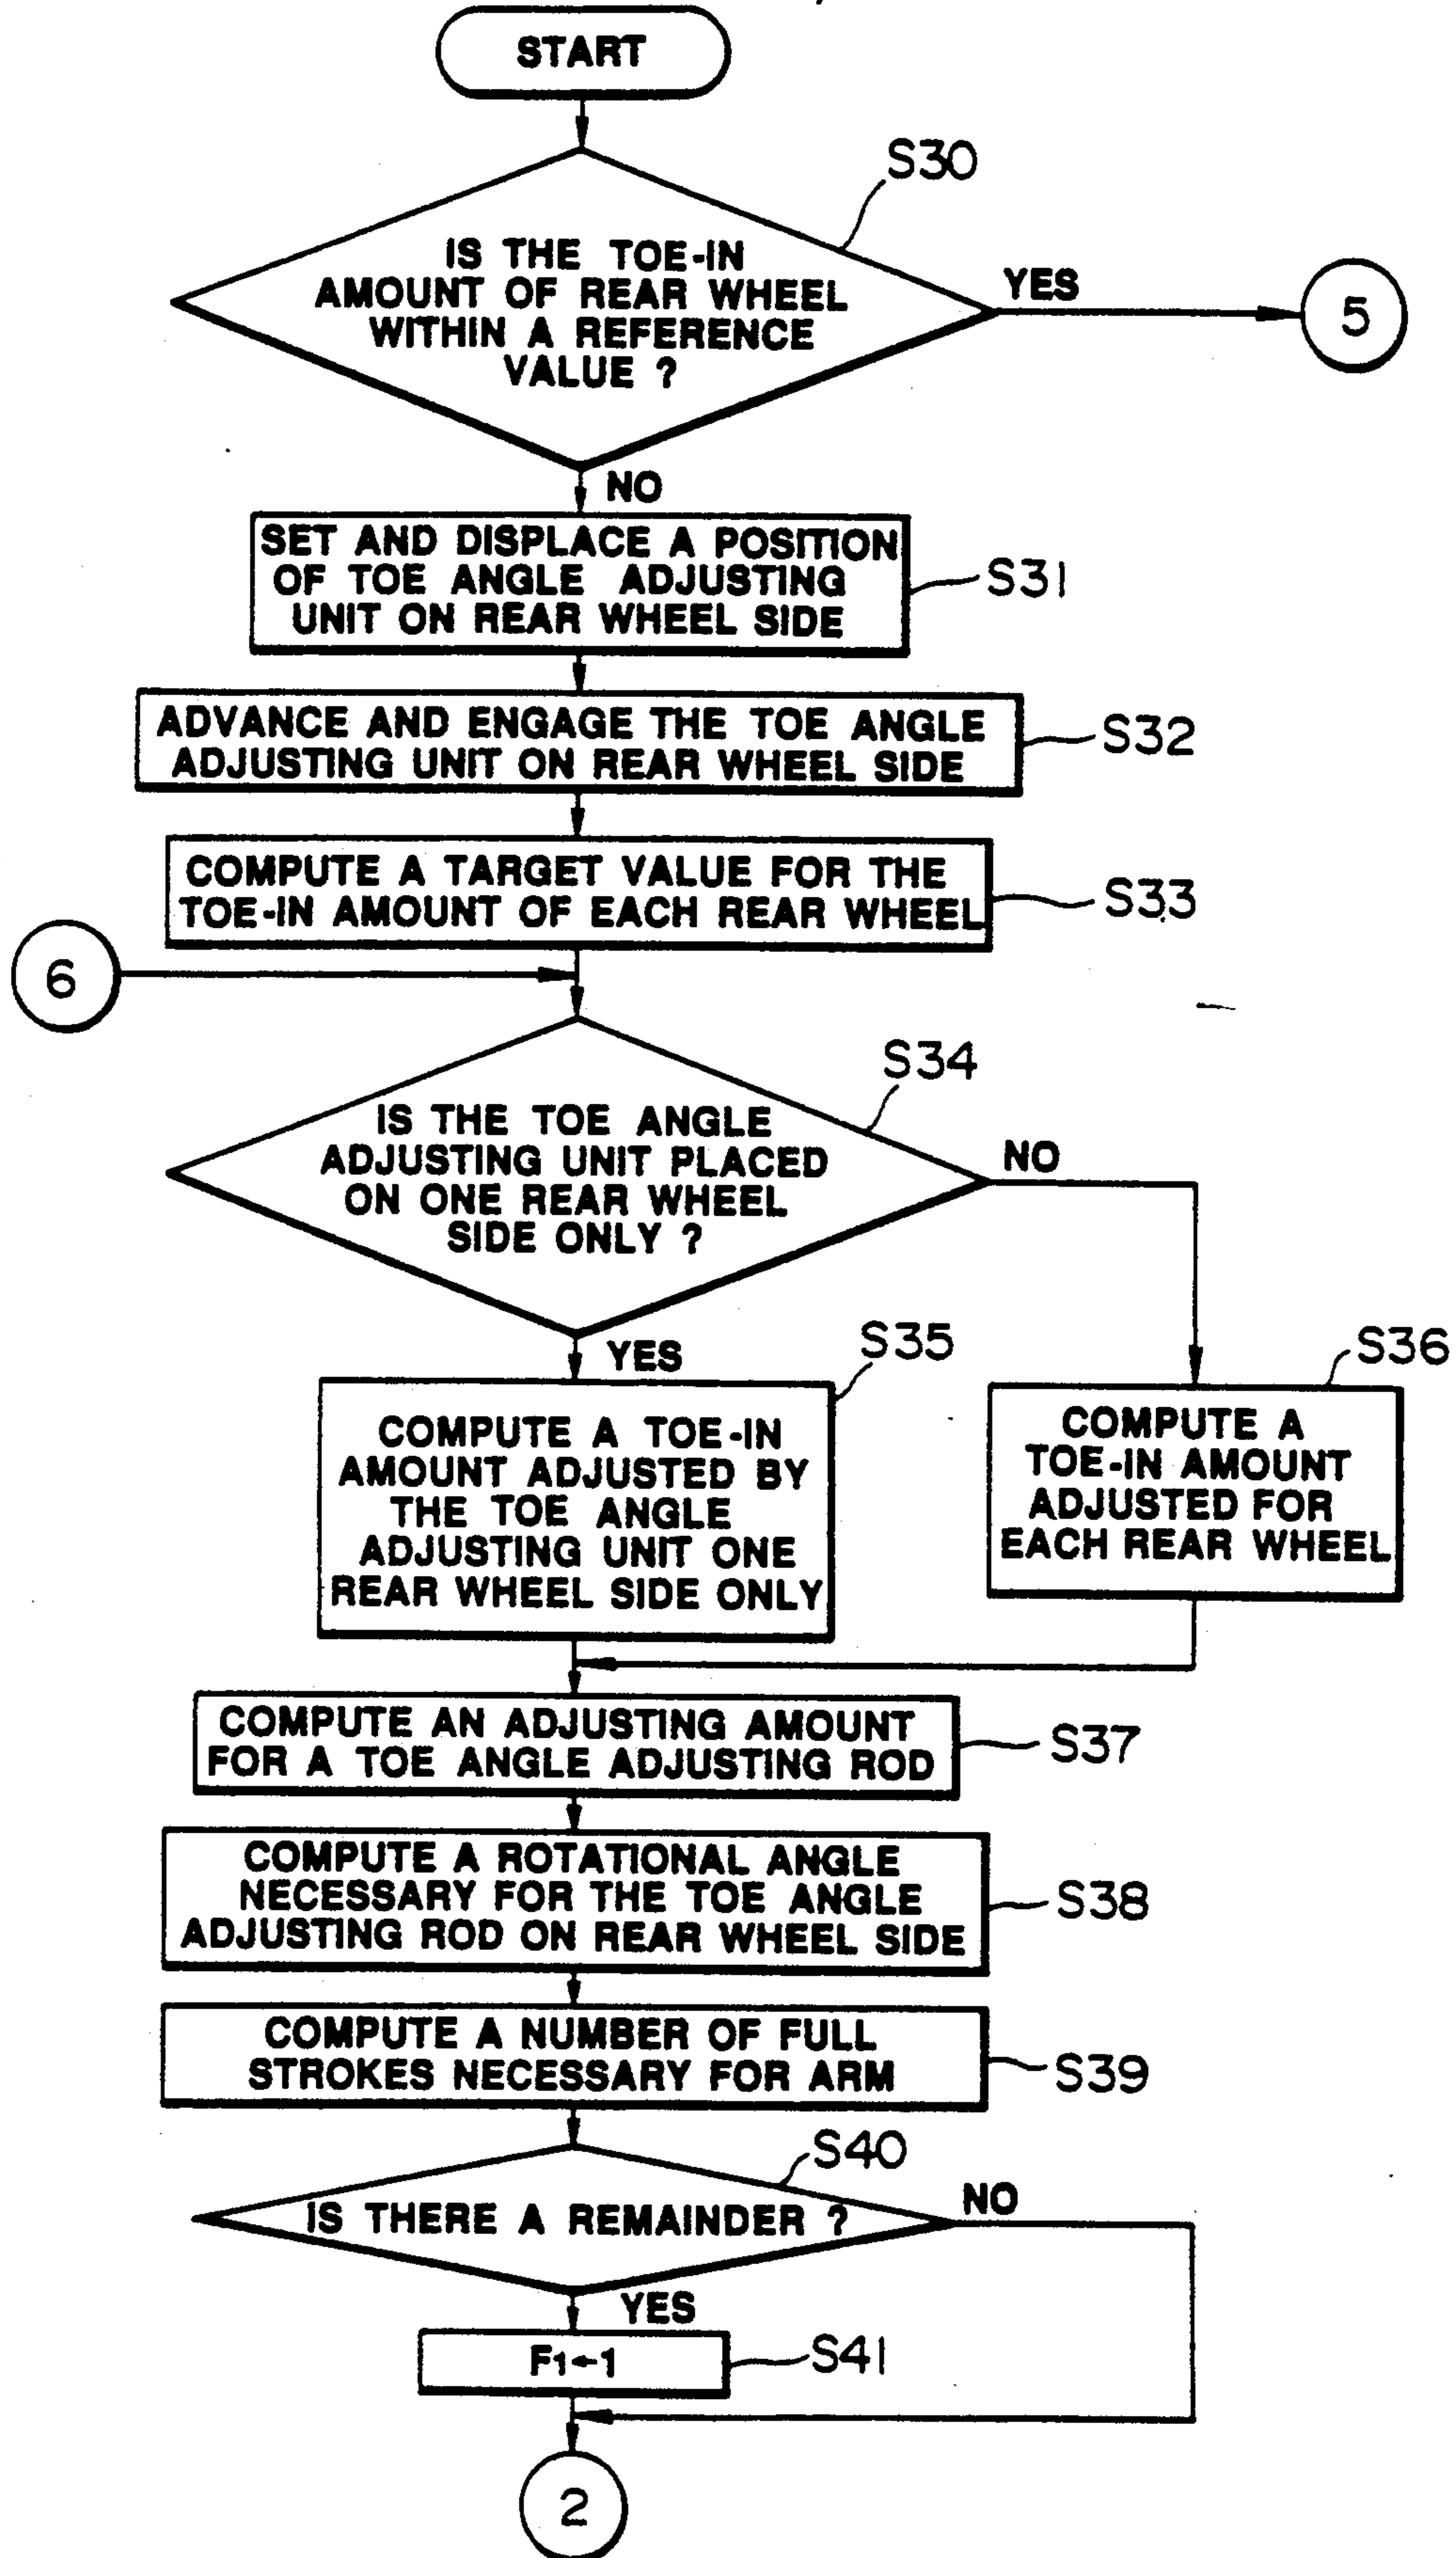 START
S30
IS THE TOE-IN
AMOUNT OF REAR WHEEL
WITHIN A REFERENCE
VALUE ?
YES
5
NO
SET AND DISPLACE A POSITION
OF TOE ANGLE ADJUSTING
UNIT ON REAR WHEEL SIDE
S31
ADVANCE AND ENGAGE THE TOE ANGLE
ADJUSTING UNIT ON REAR WHEEL SIDE
S32
COMPUTE A TARGET VALUE FOR THE
TOE-IN AMOUNT OF EACH REAR WHEEL
S33
6
S34
IS THE TOE ANGLE
ADJUSTING UNIT PLACED
ON ONE REAR WHEEL
SIDE ONLY ?
NO
YES
S35
COMPUTE A TOE-IN
AMOUNT ADJUSTED BY
THE TOE ANGLE
ADJUSTING UNIT ONE
REAR WHEEL SIDE ONLY
S36
COMPUTE A
TOE-IN AMOUNT
ADJUSTED FOR
EACH REAR WHEEL
COMPUTE AN ADJUSTING AMOUNT
FOR A TOE ANGLE ADJUSTING ROD
S37
COMPUTE A ROTATIONAL ANGLE
NECESSARY FOR THE TOE ANGLE
ADJUSTING ROD ON REAR WHEEL SIDE
S38
COMPUTE A NUMBER OF FULL
STROKES NECESSARY FOR ARM
S39
S40
IS THERE A REMAINDER ?
NO
YES
F1←1
S41
2